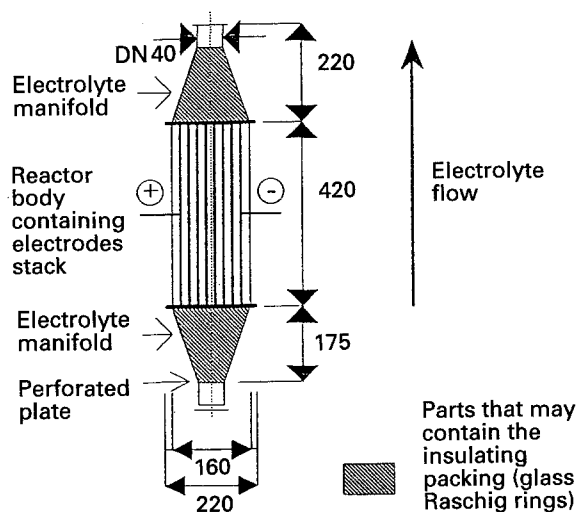 DN 40
220
Electrolyte
manifold
Reactor
body
containing
electrodes
stack
+
-
420
Electrolyte
flow
Electrolyte
manifold
175
Perforated
plate
160
220
Parts that may
contain the
insulating
packing (glass
Raschig rings)